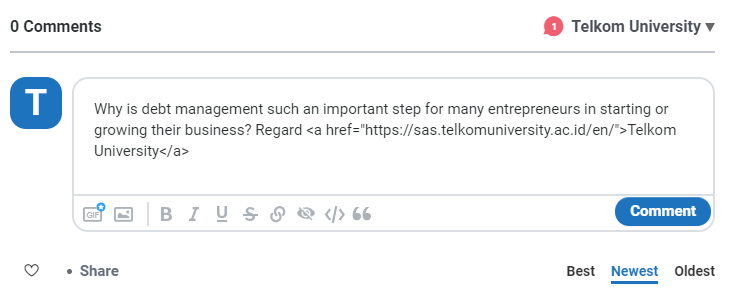 0 Comments
1 Telkom University ▼
T
Why is debt management such an important step for many entrepreneurs in starting or
growing their business? Regard <a href="https://sas.telkomuniversity.ac.id/en/">Telkom
University</a>
GIF B I U S </>
Comment
• Share
Best Newest Oldest